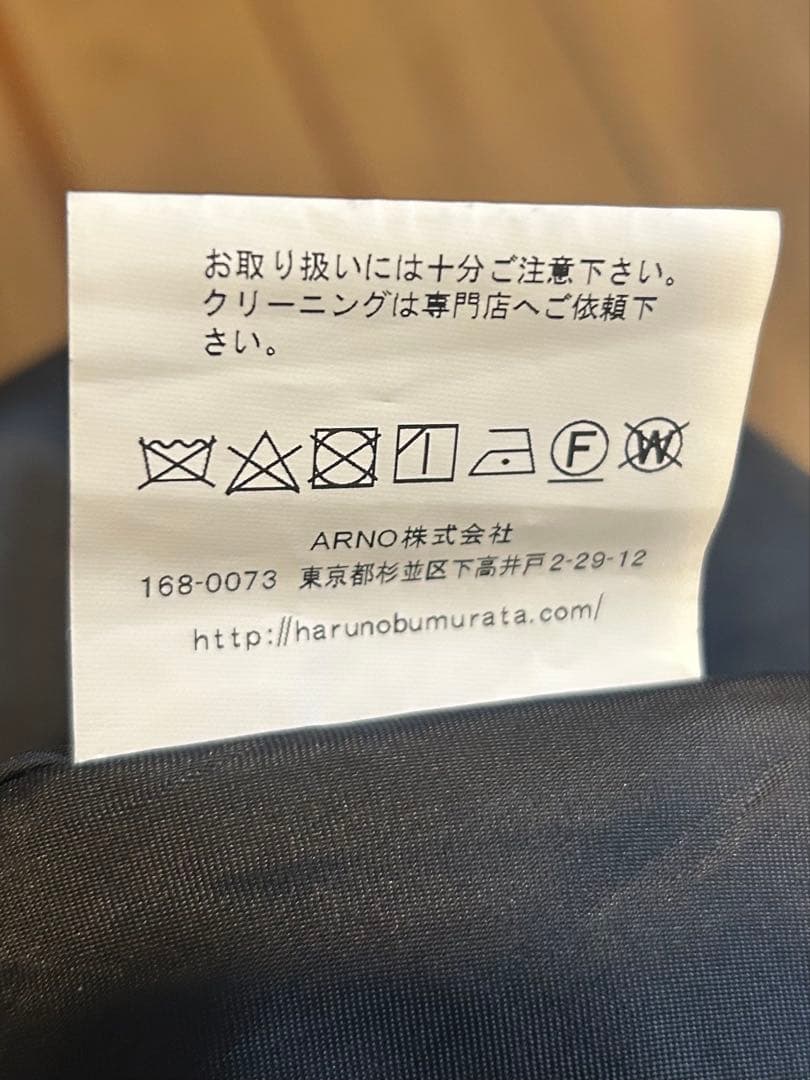 お取り扱いには十分ご注意下さい。
クリーニングは専門店へご依頼下
さい。
F W
ARNO株式会社
168-0073 東京都杉並区下高井戸2-29-12
http://harunobumurata.com/